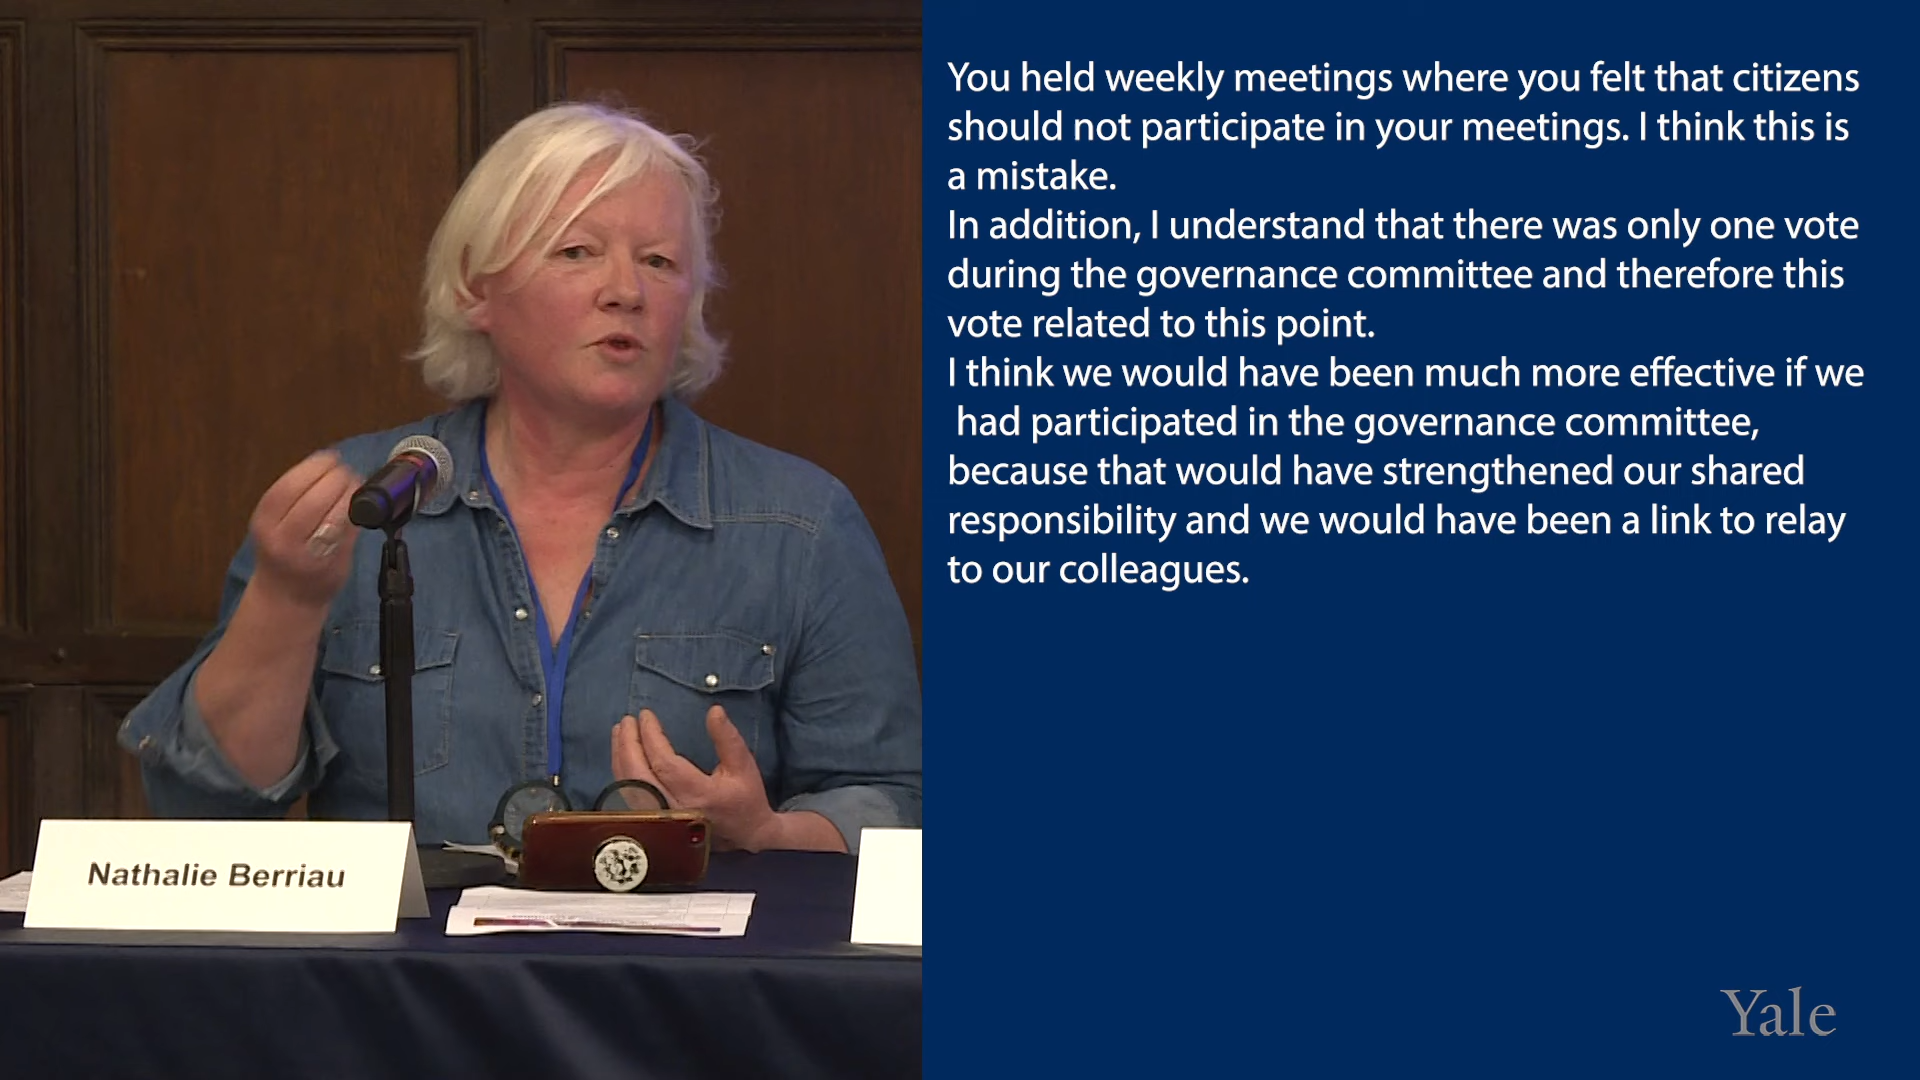 You held weekly meetings where you felt that citizens
should not participate in your meetings. I think this is
a mistake.
In addition, I understand that there was only one vote
during the governance committee and therefore this
vote related to this point.
I think we would have been much more effective if we
had participated in the governance committee,
because that would have strengthened our shared
responsibility and we would have been a link to relay
to our colleagues.
Nathalie Berriau
Yale